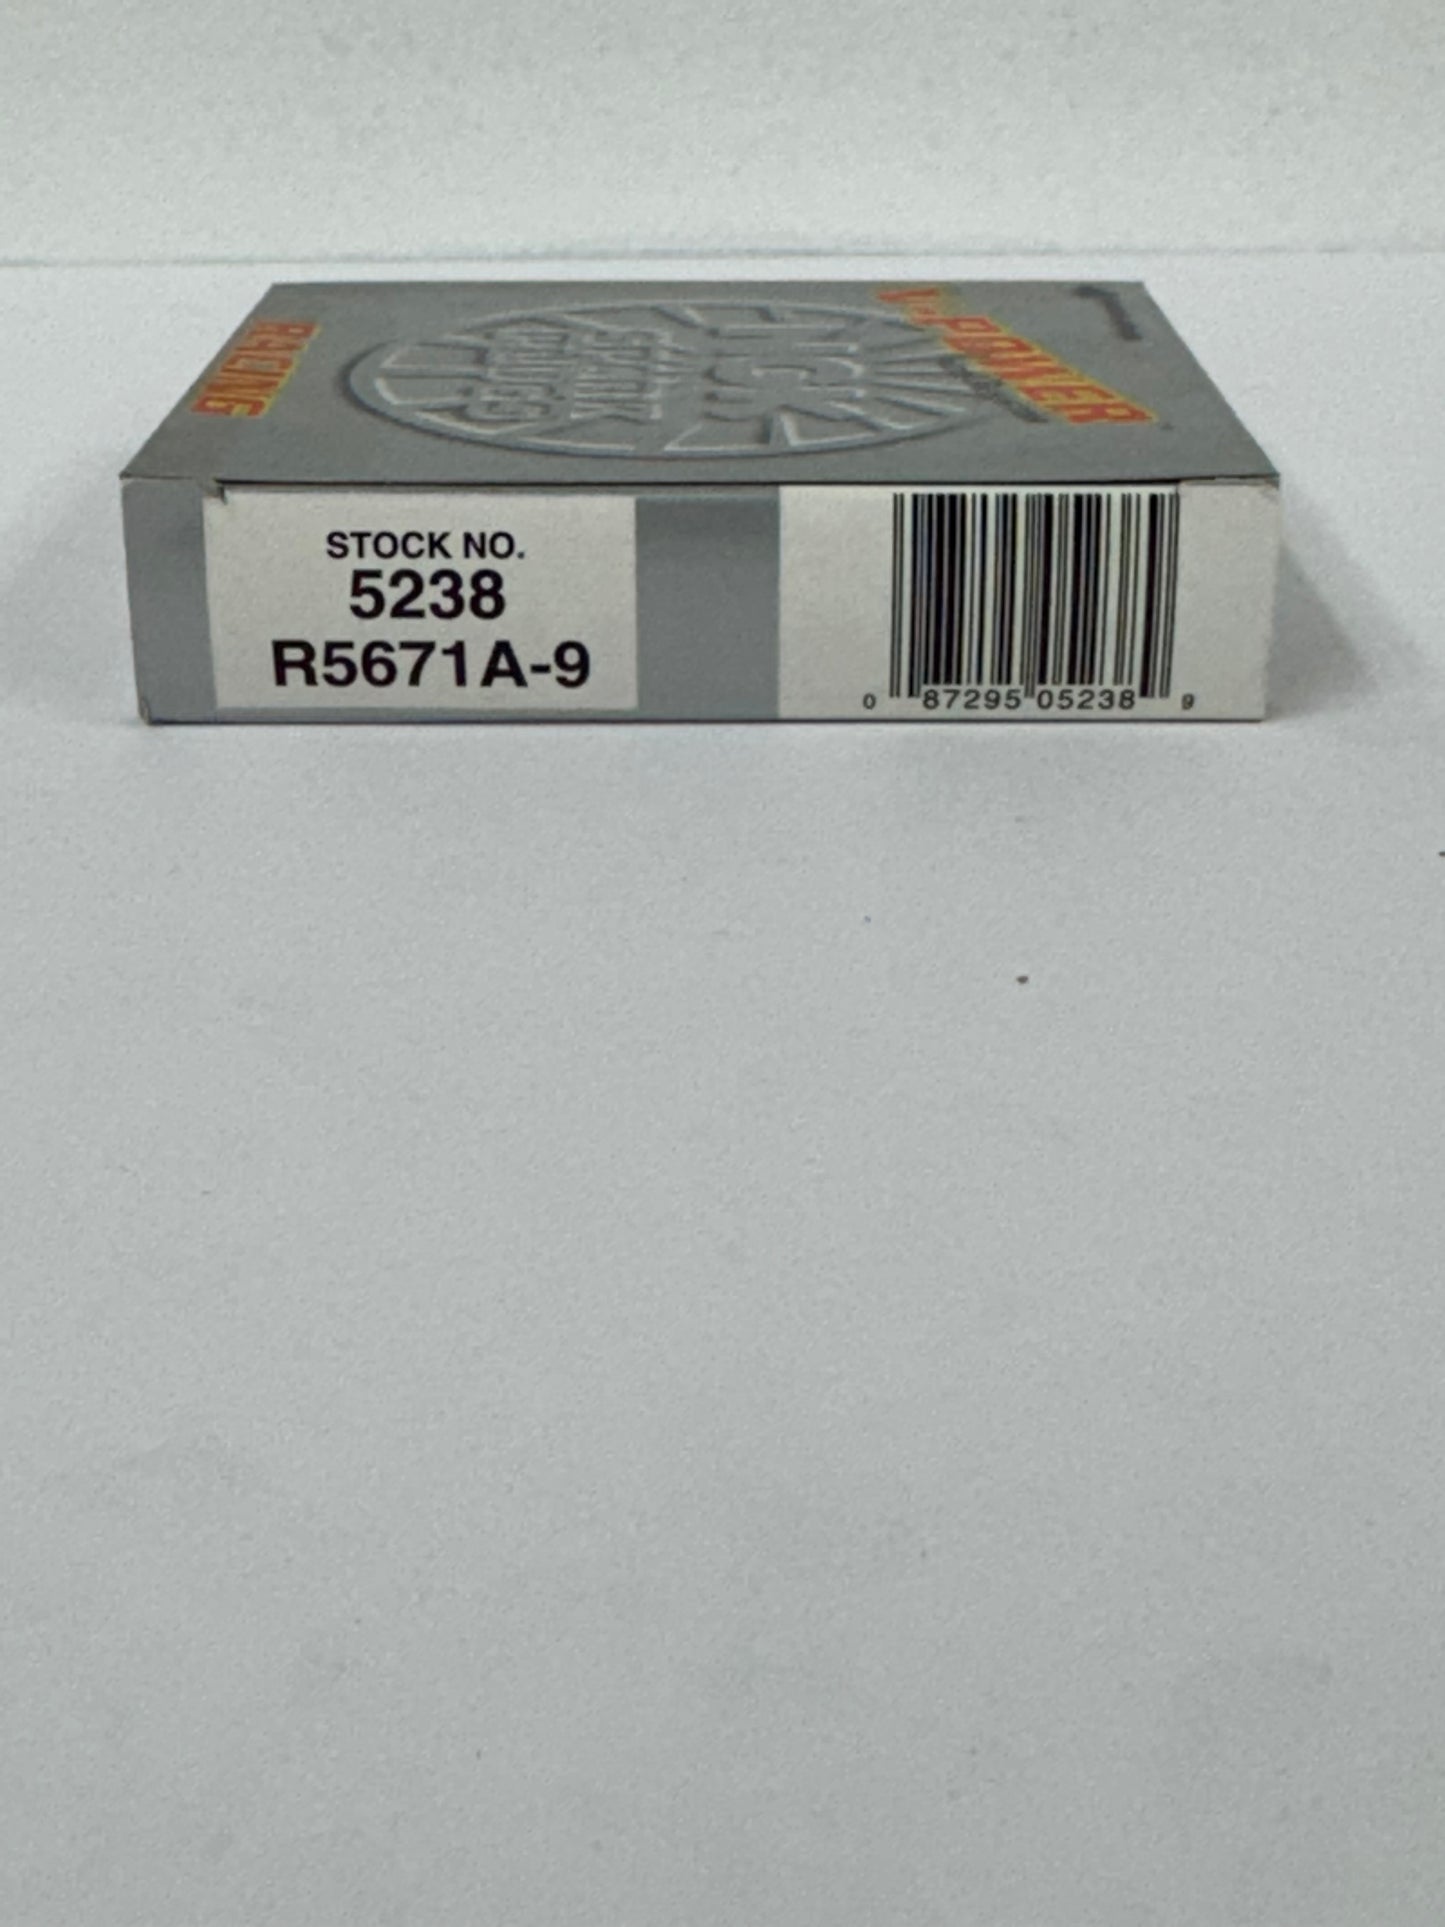 RACING
NGK
SPARK
PLUGS
V-POWER
STOCK NO.
5238
R5671A-9
0 87295 05238 9